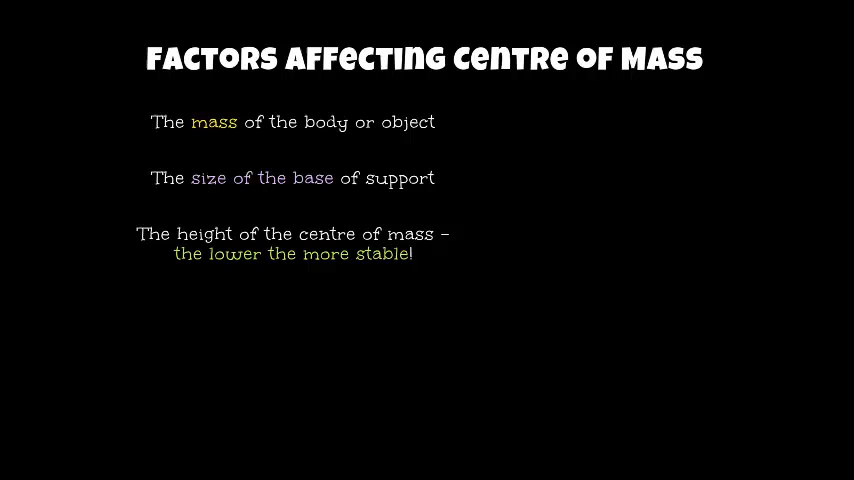 Factors Affecting Centre of Mass
The mass of the body or object
The size of the base of support
The height of the centre of mass -
the lower the more stable!